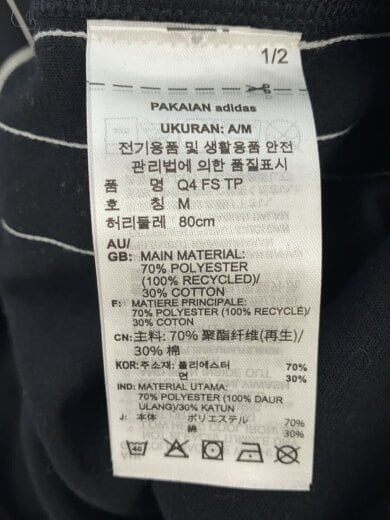 1/2
PAKAIAN adidas
UKURAN: A/M
전기용품 및 생활용품 안전
관리법에 의한 품질표시
품 명 Q4 FS TP
호 칭 M
허리둘레 80cm
AU/
GB: MAIN MATERIAL:
70% POLYESTER
(100% RECYCLED)/
30% COTTON
F: MATIERE PRINCIPALE:
70% POLYESTER (100% RECYCLÉ)/
30% COTON
CN: 主料: 70% 聚酯纤维(再生)/
30% 棉
KOR: 주소재: 폴리에스터 70%
면 30%
IND: MATERIAL UTAMA:
70% POLYESTER (100% DAUR
ULANG)/30% KATUN
J: 本体 ポリエステル 70%
綿 30%
40